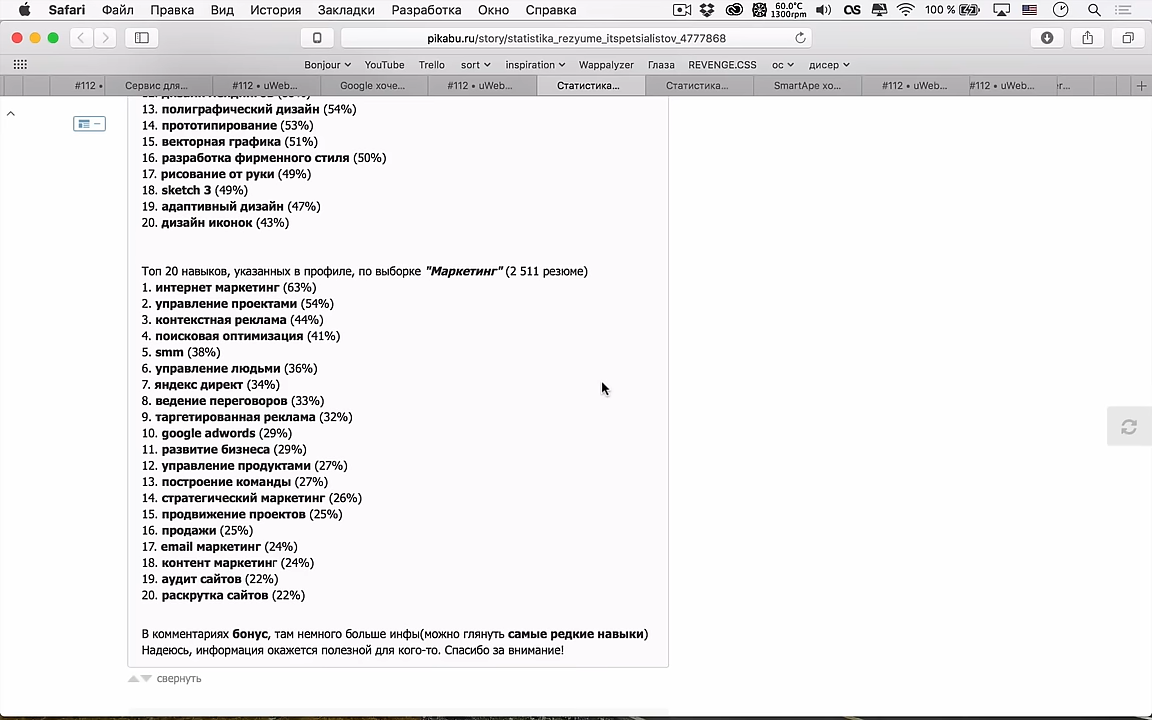 Safari Файл Правка Вид История Закладки Разработка Окно Справка 60.0°C 1300rpm 100 %
pikabu.ru/story/statistika_rezyume_itspetsialistov_4777868
Bonjour YouTube Trello sort inspiration Wappalyzer Глаза REVENGE.CSS ос дисер
#112 • Сервис для... #112 • uWeb... Google хоче... #112 • uWeb... Статистика... Статистика... SmartApe хо... #112 • uWeb... #112 • uWeb...
13. полиграфический дизайн (54%)
14. прототипирование (53%)
15. векторная графика (51%)
16. разработка фирменного стиля (50%)
17. рисование от руки (49%)
18. sketch 3 (49%)
19. адаптивный дизайн (47%)
20. дизайн иконок (43%)
Топ 20 навыков, указанных в профиле, по выборке "Маркетинг" (2 511 резюме)
1. интернет маркетинг (63%)
2. управление проектами (54%)
3. контекстная реклама (44%)
4. поисковая оптимизация (41%)
5. smm (38%)
6. управление людьми (36%)
7. яндекс директ (34%)
8. ведение переговоров (33%)
9. таргетированная реклама (32%)
10. google adwords (29%)
11. развитие бизнеса (29%)
12. управление продуктами (27%)
13. построение команды (27%)
14. стратегический маркетинг (26%)
15. продвижение проектов (25%)
16. продажи (25%)
17. email маркетинг (24%)
18. контент маркетинг (24%)
19. аудит сайтов (22%)
20. раскрутка сайтов (22%)
В комментариях бонус, там немного больше инфы(можно глянуть самые редкие навыки)
Надеюсь, информация окажется полезной для кого-то. Спасибо за внимание!
свернуть